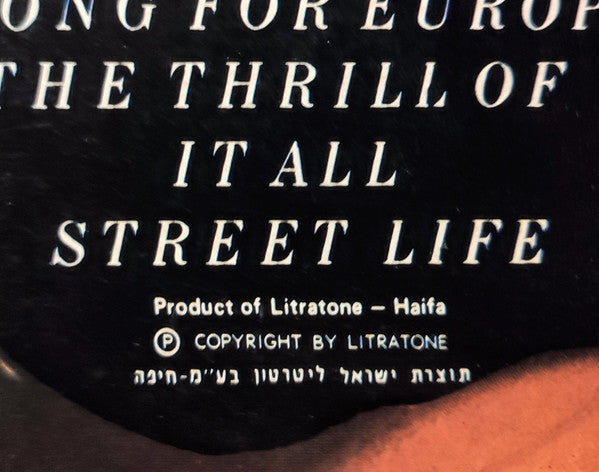 ONG FOR EUROP
THE THRILL OF
IT ALL
STREET LIFE
Product of Litratone – Haifa
Ⓟ COPYRIGHT BY LITRATONE
תוצרת ישראל ליטרטון בע״מ-חיפה